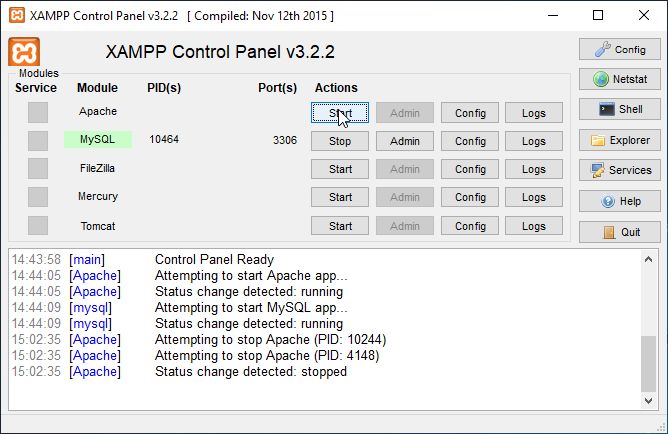 XAMPP Control Panel v3.2.2   [ Compiled: Nov 12th 2015 ]
XAMPP Control Panel v3.2.2
Config
Modules
Service Module PID(s) Port(s) Actions
Netstat
Apache Start Admin Config Logs
Shell
MySQL 10464 3306 Stop Admin Config Logs
Explorer
FileZilla Start Admin Config Logs
Services
Mercury Start Admin Config Logs
Help
Tomcat Start Admin Config Logs
Quit
14:43:58 [main] Control Panel Ready
14:44:05 [Apache] Attempting to start Apache app...
14:44:05 [Apache] Status change detected: running
14:44:09 [mysql] Attempting to start MySQL app...
14:44:09 [mysql] Status change detected: running
15:02:35 [Apache] Attempting to stop Apache (PID: 10244)
15:02:35 [Apache] Attempting to stop Apache (PID: 4148)
15:02:35 [Apache] Status change detected: stopped